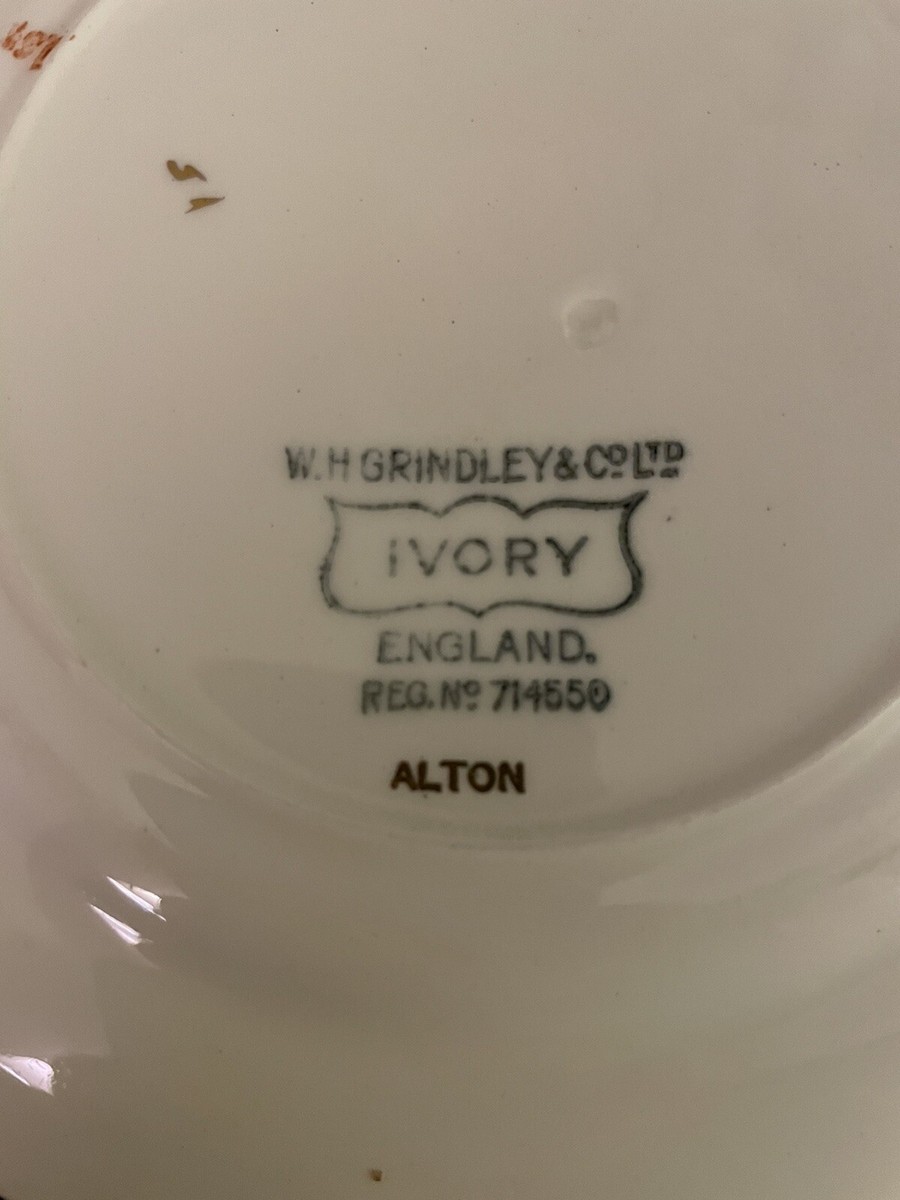 W.H GRINDLEY & Cº LTD
IVORY
ENGLAND.
REG. Nº 714550
ALTON